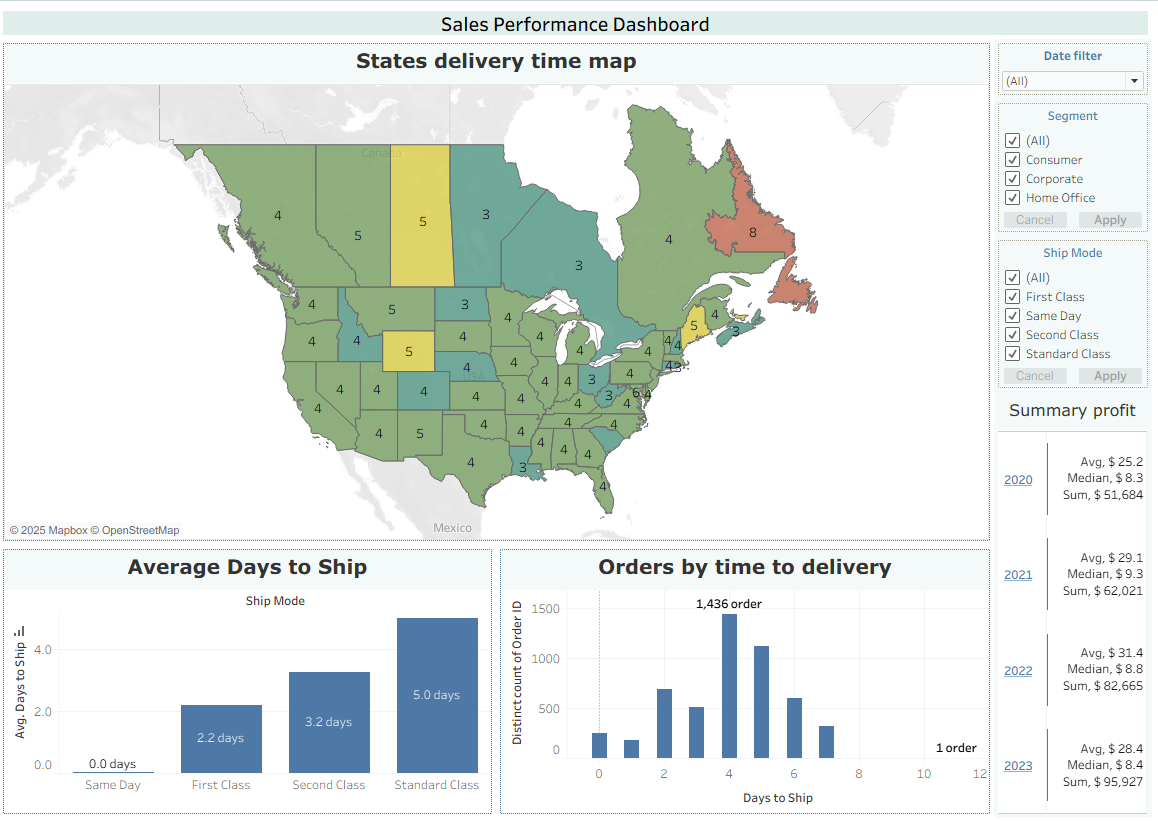 Sales Performance Dashboard
States delivery time map
Canada
4
5
5
3
4
8
3
4
5
3
4
5
4
3
4
4
5
4
4
4
4
4
4
4
4
4
4
3
4
4
4
4
4
3
4
4
4
4
3
6
4
4
4
4
4
4
4
5
4
4
4
4
4
4
4
3
4
USA
Mexico
© 2025 Mapbox © OpenStreetMap
Date filter
(All)
Segment
(All)
Consumer
Corporate
Home Office
Cancel Apply
Ship Mode
(All)
First Class
Same Day
Second Class
Standard Class
Cancel Apply
Summary profit
2020
Avg, $ 25.2
Median, $ 8.3
Sum, $ 51,684
2021
Avg, $ 29.1
Median, $ 9.3
Sum, $ 62,021
2022
Avg, $ 31.4
Median, $ 8.8
Sum, $ 82,665
2023
Avg, $ 28.4
Median, $ 8.4
Sum, $ 95,927
Average Days to Ship
Ship Mode
Avg. Days to Ship
4.0
2.0
0.0
0.0 days
2.2 days
3.2 days
5.0 days
Same Day First Class Second Class Standard Class
Orders by time to delivery
Distinct count of Order ID
1500
1000
500
0
1,436 order
1 order
0 2 4 6 8 10 12
Days to Ship